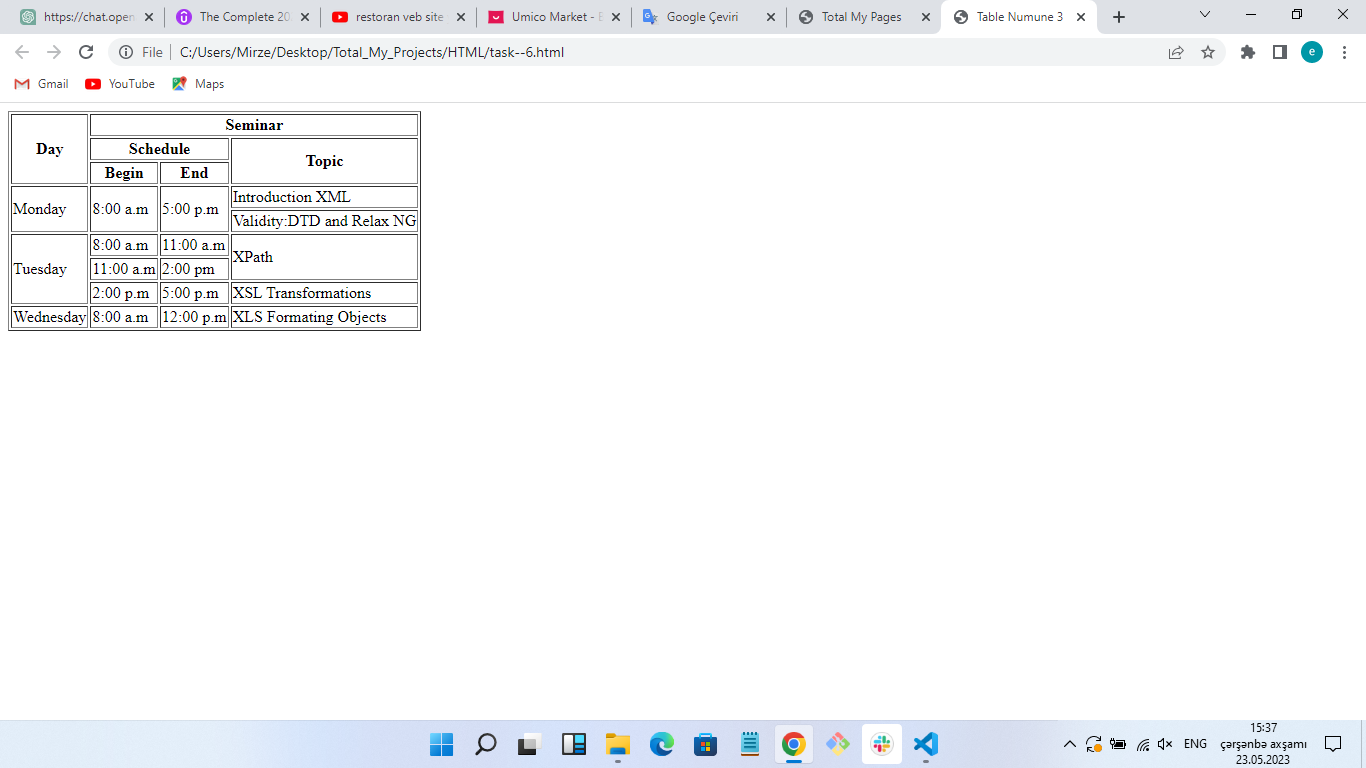 https://chat.open
The Complete 20
restoran veb site
Umico Market - E
Google Çeviri
Total My Pages
Table Numune 3
File
C:/Users/Mirze/Desktop/Total_My_Projects/HTML/task--6.html
e
Gmail
YouTube
Maps
Day
Seminar
Schedule
Topic
Begin
End
Monday
8:00 a.m
5:00 p.m
Introduction XML
Validity:DTD and Relax NG
Tuesday
8:00 a.m
11:00 a.m
XPath
11:00 a.m
2:00 pm
2:00 p.m
5:00 p.m
XSL Transformations
Wednesday
8:00 a.m
12:00 p.m
XLS Formating Objects
ENG
15:37
çərşənbə axşamı
23.05.2023